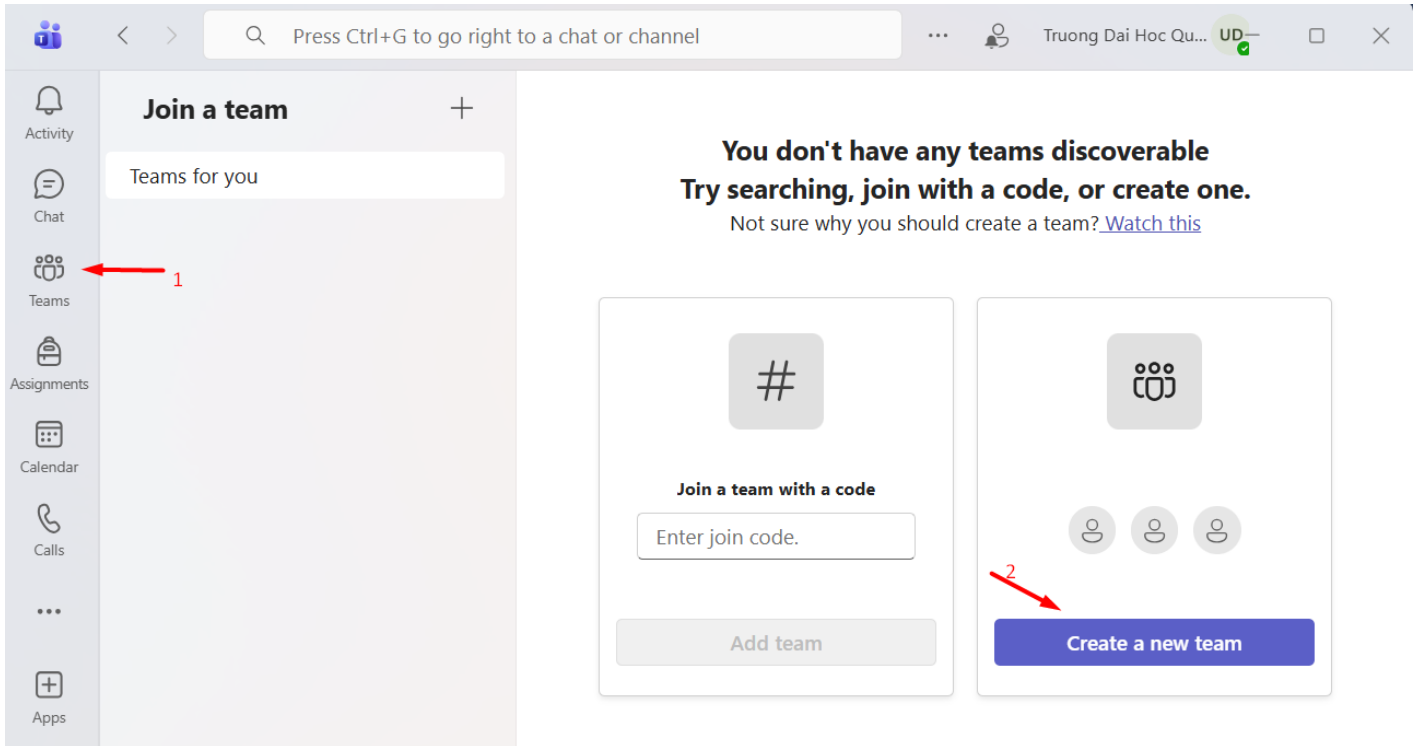 Press Ctrl+G to go right to a chat or channel
Truong Dai Hoc Qu...
UD
Activity
Chat
Teams
Assignments
Calendar
Calls
Apps
Join a team
Teams for you
1
You don't have any teams discoverable
Try searching, join with a code, or create one.
Not sure why you should create a team? Watch this
#
Join a team with a code
Enter join code.
Add team
2
Create a new team